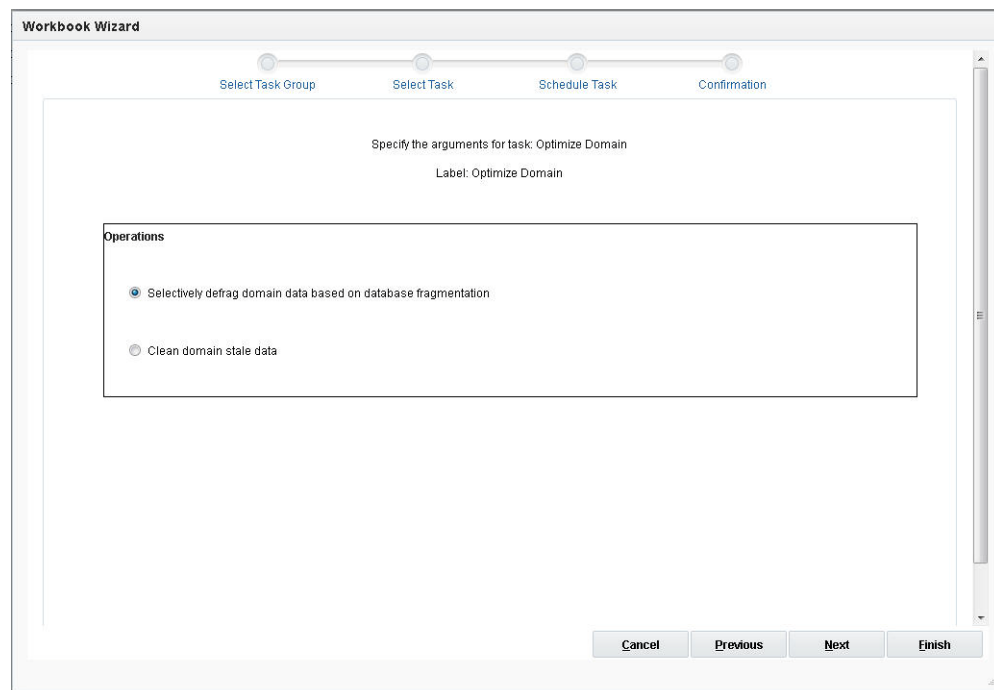 Workbook Wizard
Select Task Group Select Task Schedule Task Confirmation
Specify the arguments for task: Optimize Domain
Label: Optimize Domain
Operations
Selectively defrag domain data based on database fragmentation
Clean domain stale data
Cancel Previous Next Finish